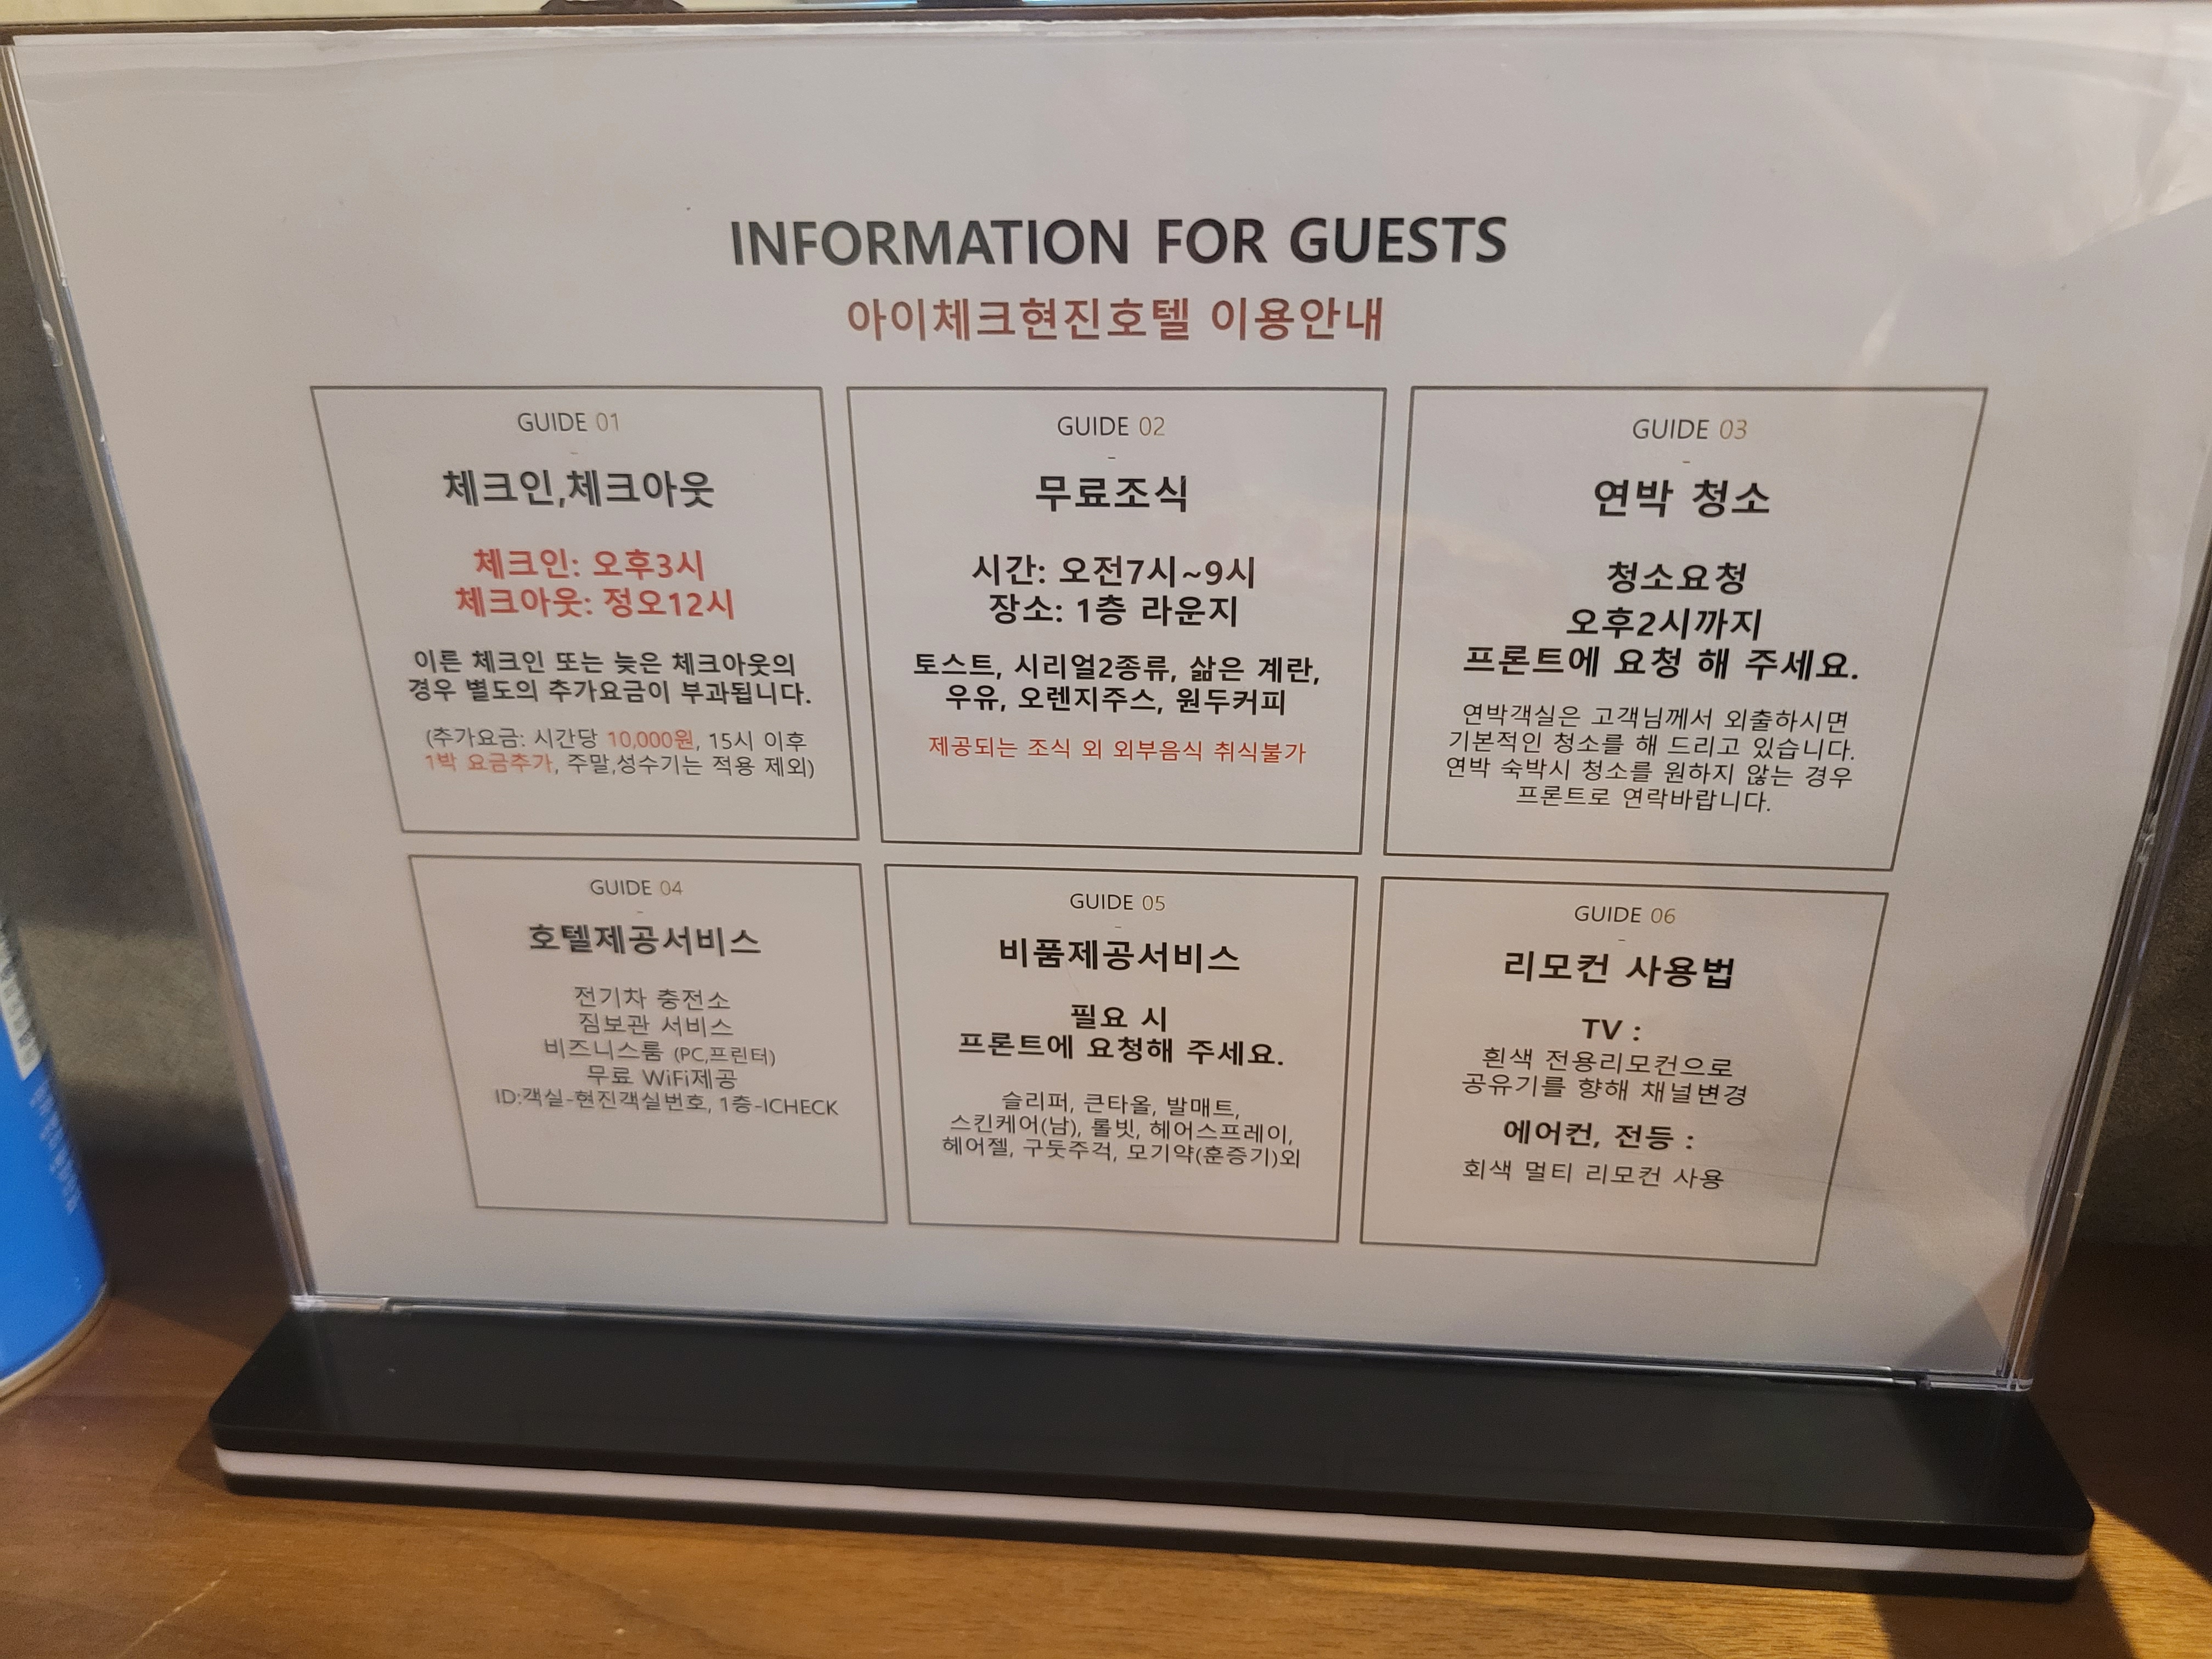 INFORMATION FOR GUESTS
아이체크현진호텔 이용안내
GUIDE 01
-
체크인,체크아웃
체크인: 오후3시
체크아웃: 정오12시
이른 체크인 또는 늦은 체크아웃의
경우 별도의 추가요금이 부과됩니다.
(추가요금: 시간당 10,000원, 15시 이후
1박 요금추가, 주말,성수기는 적용 제외)
GUIDE 02
-
무료조식
시간: 오전7시~9시
장소: 1층 라운지
토스트, 시리얼2종류, 삶은 계란,
우유, 오렌지주스, 원두커피
제공되는 조식 외 외부음식 취식불가
GUIDE 03
-
연박 청소
청소요청
오후2시까지
프론트에 요청 해 주세요.
연박객실은 고객님께서 외출하시면
기본적인 청소를 해 드리고 있습니다.
연박 숙박시 청소를 원하지 않는 경우
프론트로 연락바랍니다.
GUIDE 04
-
호텔제공서비스
전기차 충전소
짐보관 서비스
비즈니스룸 (PC,프린터)
무료 WiFi제공
ID:객실-현진객실번호, 1층-ICHECK
GUIDE 05
-
비품제공서비스
필요 시
프론트에 요청해 주세요.
슬리퍼, 큰타올, 발매트,
스킨케어(남), 롤빗, 헤어스프레이,
헤어젤, 구둣주걱, 모기약(훈증기)외
GUIDE 06
-
리모컨 사용법
TV :
흰색 전용리모컨으로
공유기를 향해 채널변경
에어컨, 전등 :
회색 멀티 리모컨 사용